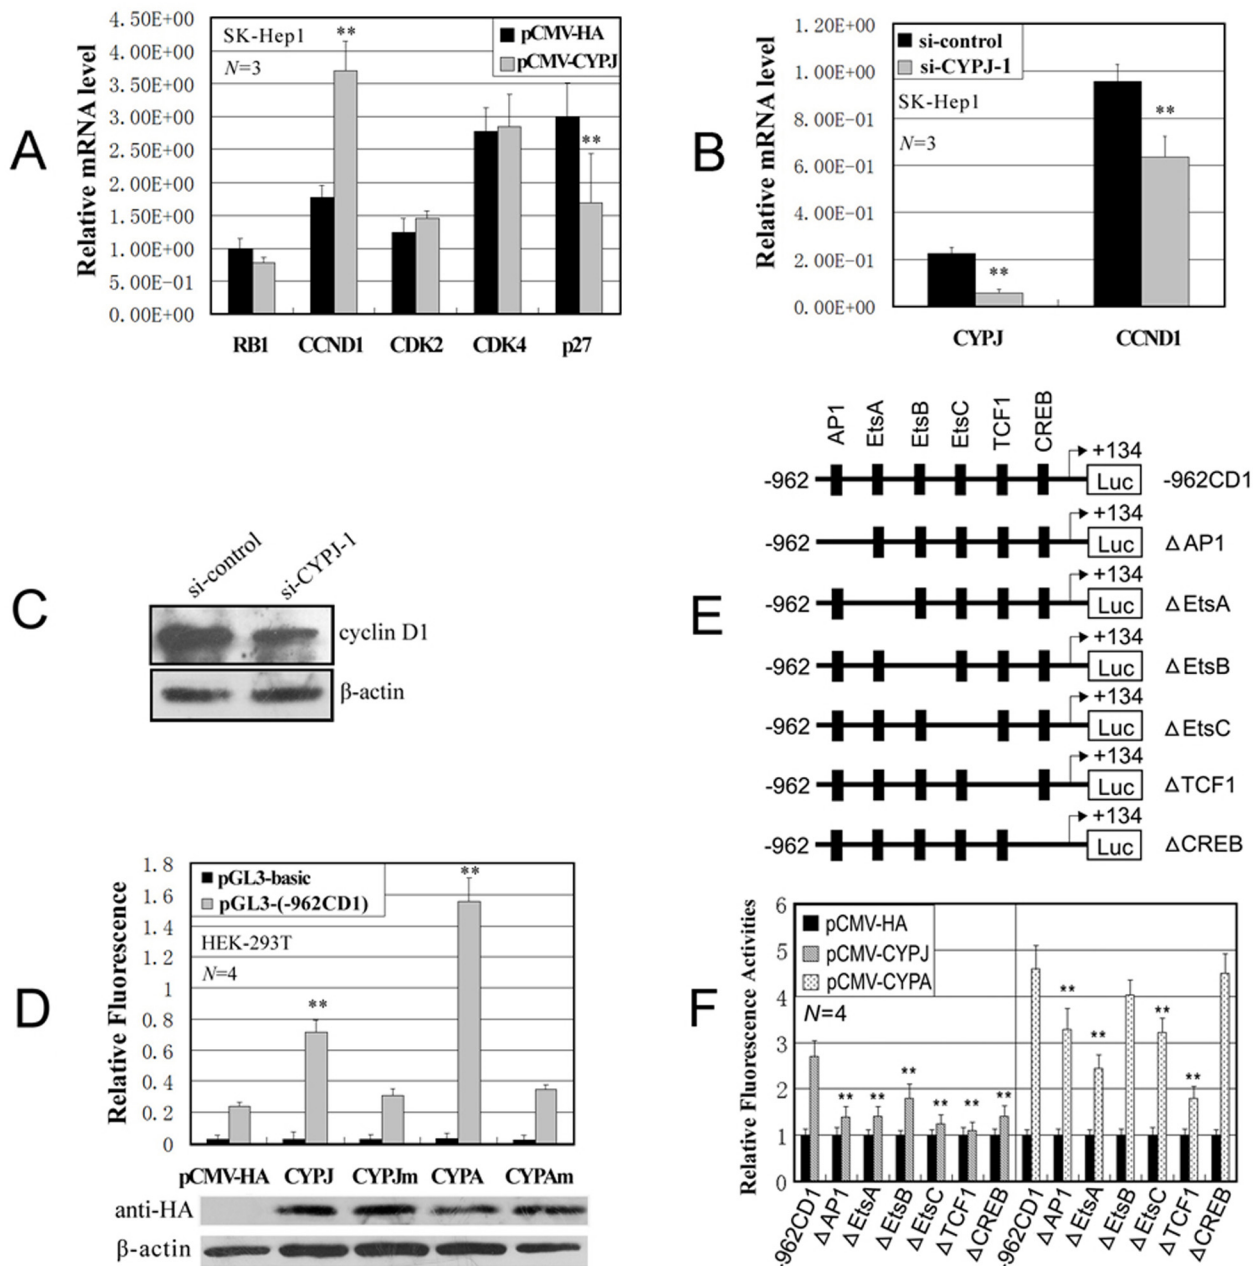 A
Relative mRNA level
4.50E+00
4.00E+00
3.50E+00
3.00E+00
2.50E+00
2.00E+00
1.50E+00
1.00E+00
5.00E-01
0.00E+00
SK-Hep1
N=3
pCMV-HA
pCMV-CYPJ
**
**
RB1 CCND1 CDK2 CDK4 p27
B
Relative mRNA level
1.20E+00
1.00E+00
8.00E-01
6.00E-01
4.00E-01
2.00E-01
0.00E+00
si-control
si-CYPJ-1
SK-Hep1
N=3
**
**
CYPJ CCND1
C
si-control
si-CYPJ-1
cyclin D1
β-actin
D
Relative Fluorescence
1.8
1.6
1.4
1.2
1
0.8
0.6
0.4
0.2
0
pGL3-basic
pGL3-(-962CD1)
HEK-293T
N=4
**
**
pCMV-HA CYPJ CYPJm CYPA CYPAm
anti-HA
β-actin
E
AP1 EtsA EtsB EtsC TCF1 CREB
-962 +134 Luc -962CD1
-962 +134 Luc ΔAP1
-962 +134 Luc ΔEtsA
-962 +134 Luc ΔEtsB
-962 +134 Luc ΔEtsC
-962 +134 Luc ΔTCF1
-962 +134 Luc ΔCREB
F
Relative Fluorescence Activities
6
5
4
3
2
1
0
pCMV-HA
pCMV-CYPJ
pCMV-CYPA
N=4
** ** ** ** ** **
** ** ** **
-962CD1 ΔAP1 ΔEtsA ΔEtsB ΔEtsC ΔTCF1 ΔCREB -962CD1 ΔAP1 ΔEtsA ΔEtsB ΔEtsC ΔTCF1 ΔCREB